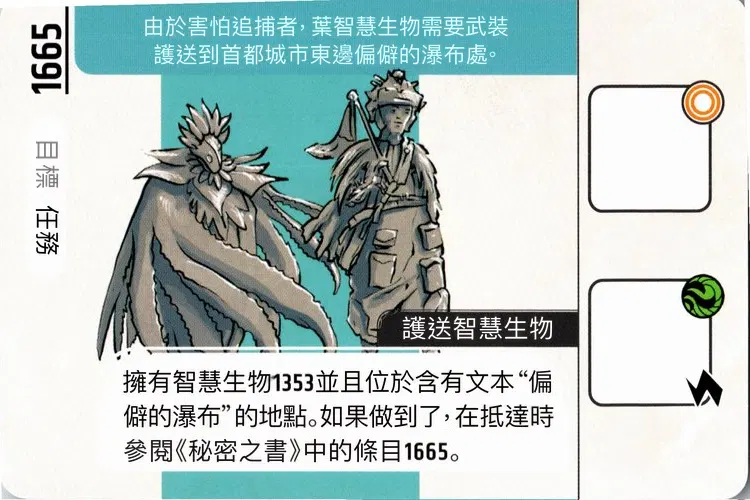 由於害怕追捕者，葉智慧生物需要武裝
護送到首都城市東邊偏僻的瀑布處。
1665
目標 任務
護送智慧生物
擁有智慧生物1353並且位於含有文本“偏
僻的瀑布”的地點。如果做到了，在抵達時
參閱《秘密之書》中的條目1665。